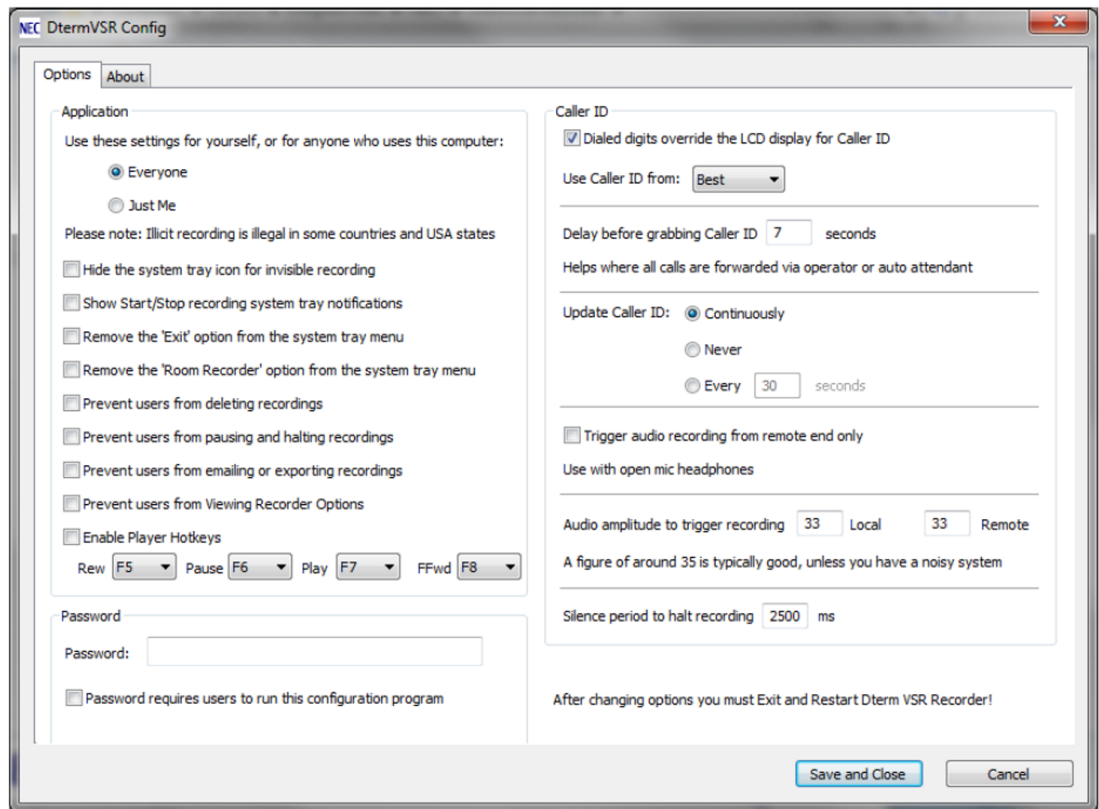 NEC DtermVSR Config
Options About
Application
Use these settings for yourself, or for anyone who uses this computer:
Everyone
Just Me
Please note: Illicit recording is illegal in some countries and USA states
Hide the system tray icon for invisible recording
Show Start/Stop recording system tray notifications
Remove the 'Exit' option from the system tray menu
Remove the 'Room Recorder' option from the system tray menu
Prevent users from deleting recordings
Prevent users from pausing and halting recordings
Prevent users from emailing or exporting recordings
Prevent users from Viewing Recorder Options
Enable Player Hotkeys
Rew F5 Pause F6 Play F7 FFwd F8
Password
Password:
Password requires users to run this configuration program
Caller ID
Dialed digits override the LCD display for Caller ID
Use Caller ID from: Best
Delay before grabbing Caller ID 7 seconds
Helps where all calls are forwarded via operator or auto attendant
Update Caller ID: Continuously
Never
Every 30 seconds
Trigger audio recording from remote end only
Use with open mic headphones
Audio amplitude to trigger recording 33 Local 33 Remote
A figure of around 35 is typically good, unless you have a noisy system
Silence period to halt recording 2500 ms
After changing options you must Exit and Restart Dterm VSR Recorder!
Save and Close Cancel